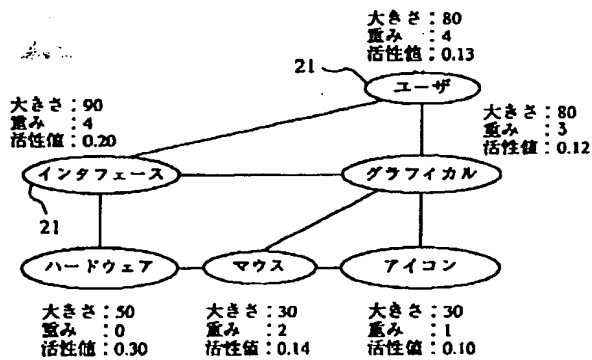 大きさ：80
重み　：4
活性値：0.13
21
ユーザ
大きさ：90
重み　：4
活性値：0.20
大きさ：80
重み　：3
活性値：0.12
インタフェース
グラフィカル
21
ハードウェア
マウス
アイコン
大きさ：50
重み　：0
活性値：0.30
大きさ：30
重み　：2
活性値：0.14
大きさ：30
重み　：1
活性値：0.10